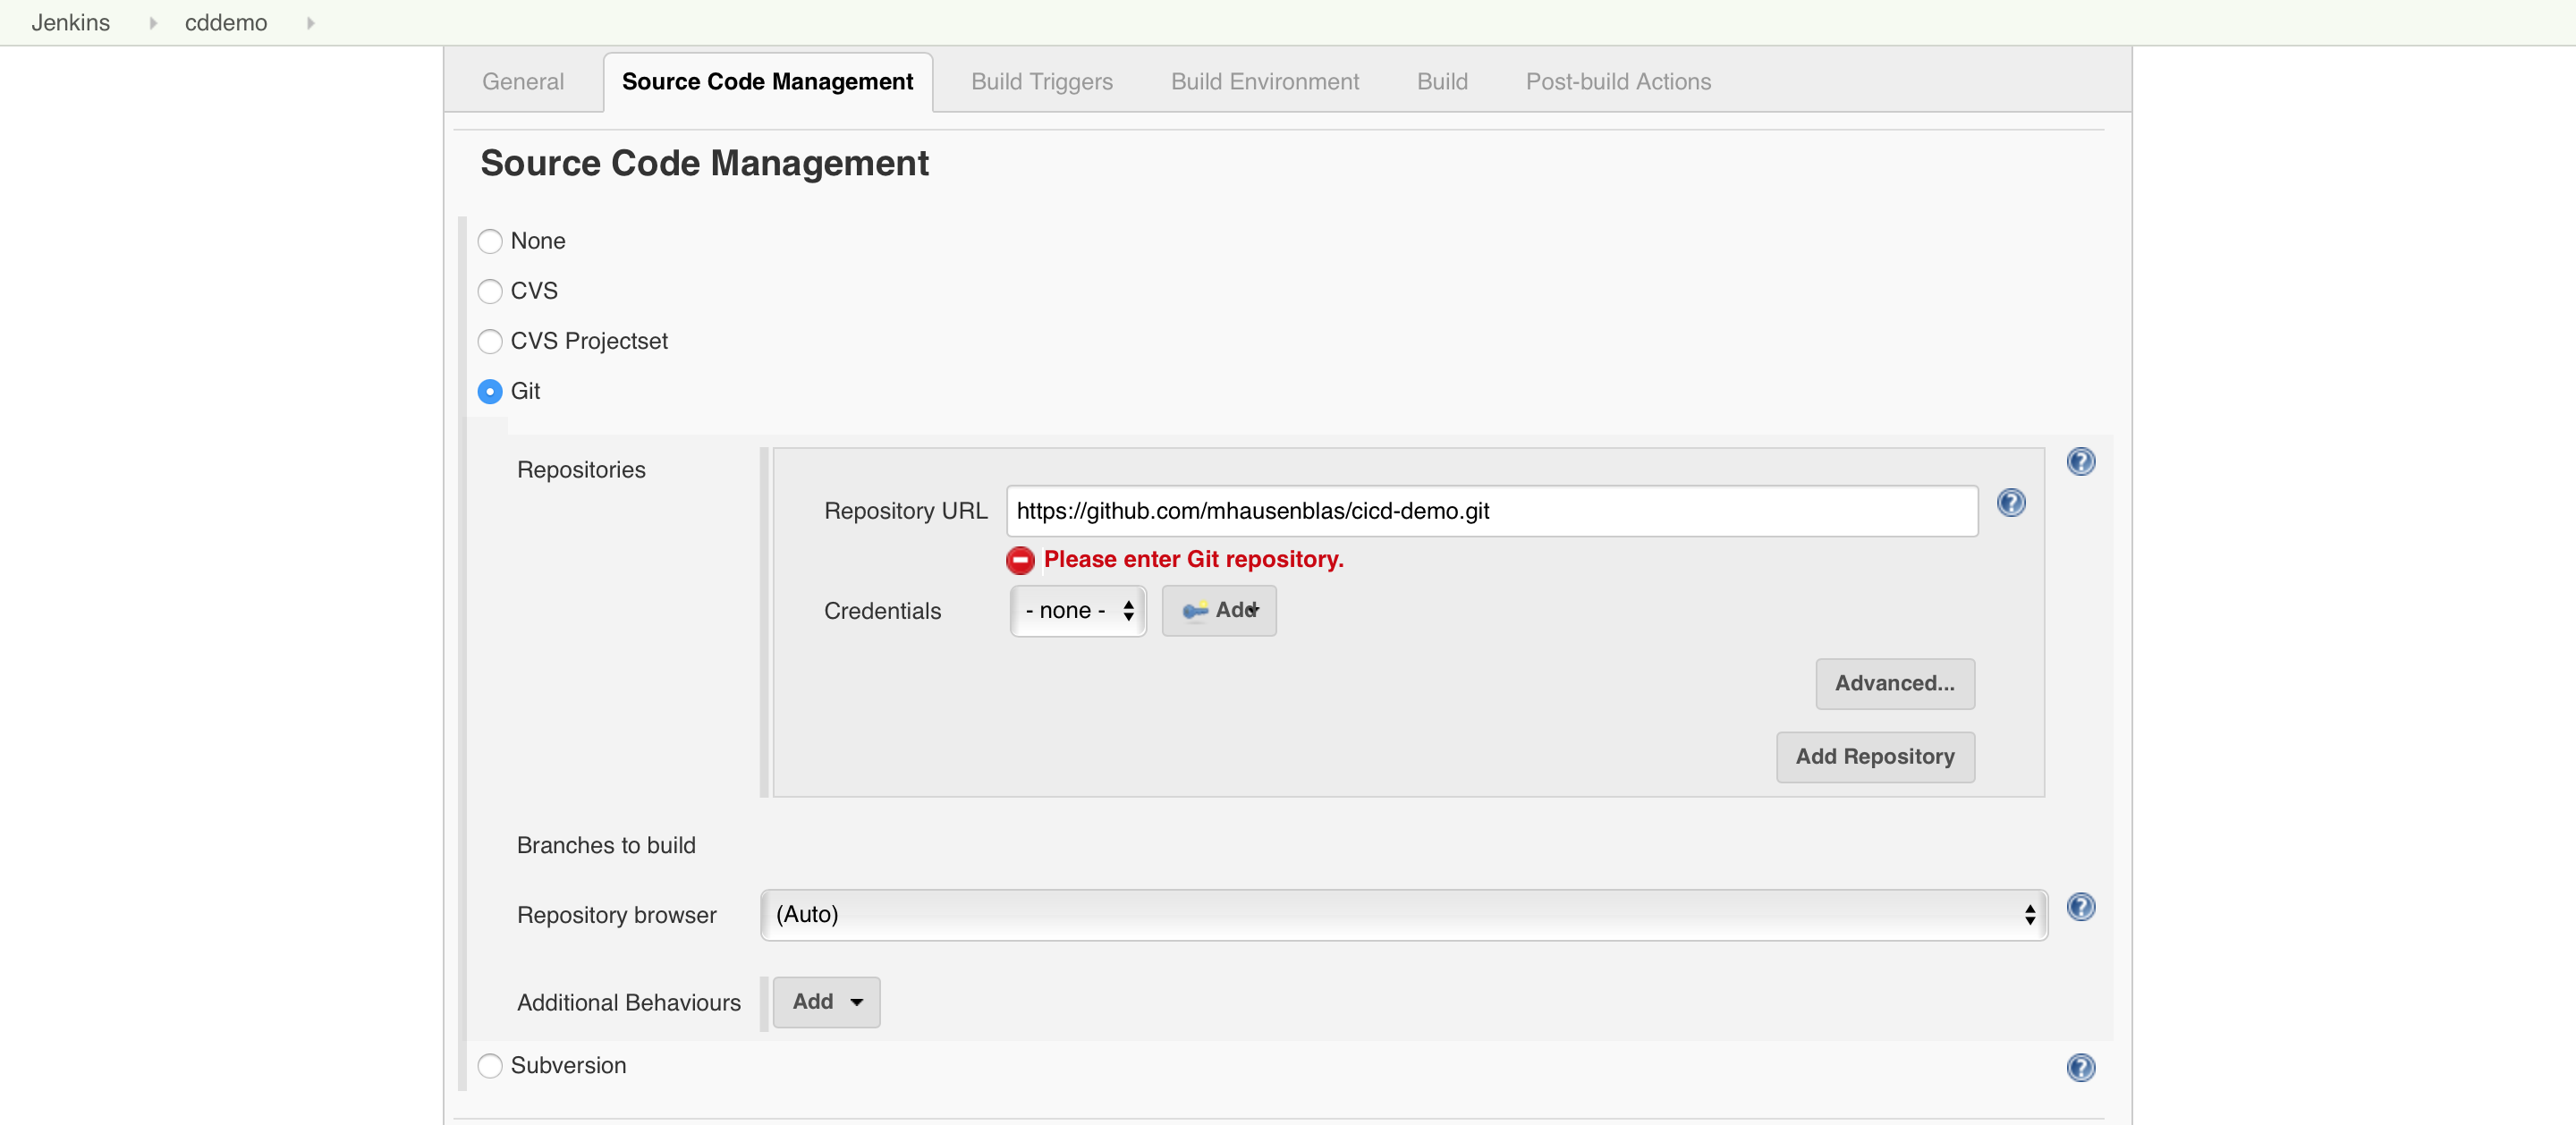 Jenkins cddemo
General Source Code Management Build Triggers Build Environment Build Post-build Actions
Source Code Management
None
CVS
CVS Projectset
Git
Repositories
Repository URL https://github.com/mhausenblas/cicd-demo.git
Please enter Git repository.
Credentials - none - Add
Advanced...
Add Repository
Branches to build
Repository browser (Auto)
Additional Behaviours Add
Subversion